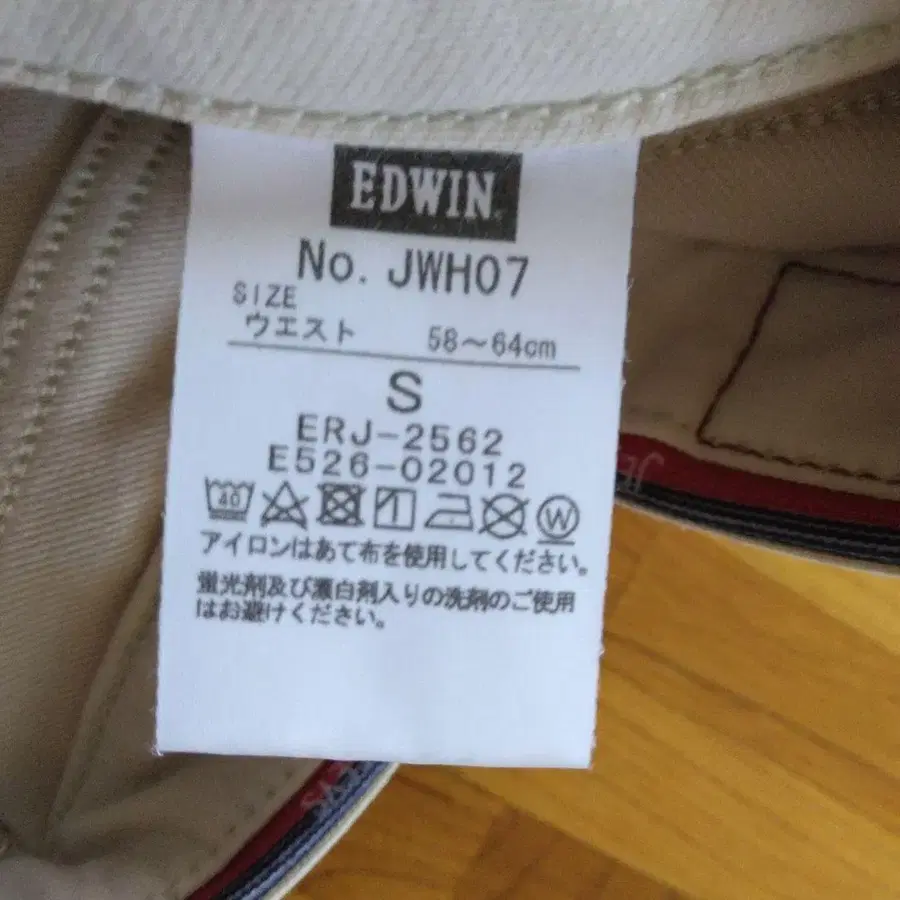 EDWIN
No. JWH07
SIZE
ウエスト 58～64cm
S
ERJ-2562
E526-02012
40 W
アイロンはあて布を使用してください。
蛍光剤及び漂白剤入りの洗剤のご使用
はお避けください。